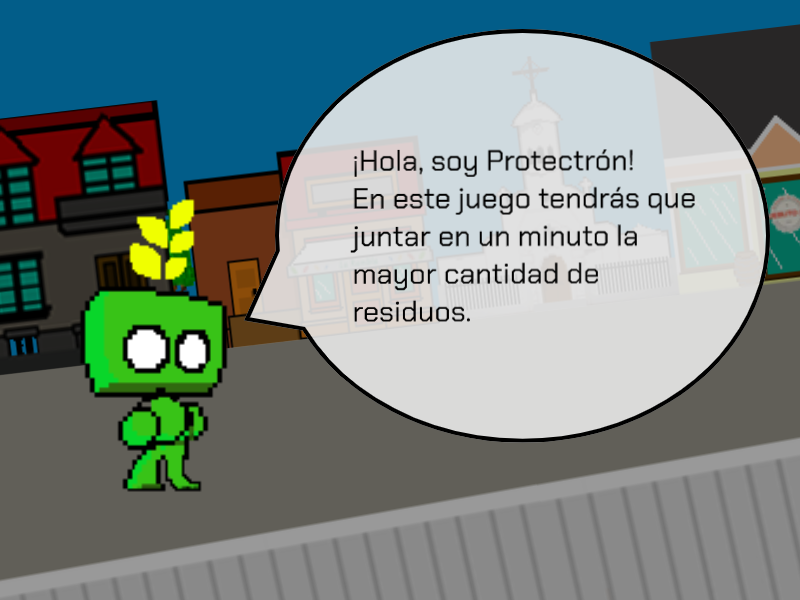 ¡Hola, soy Protectrón!
En este juego tendrás que
juntar en un minuto la
mayor cantidad de
residuos.